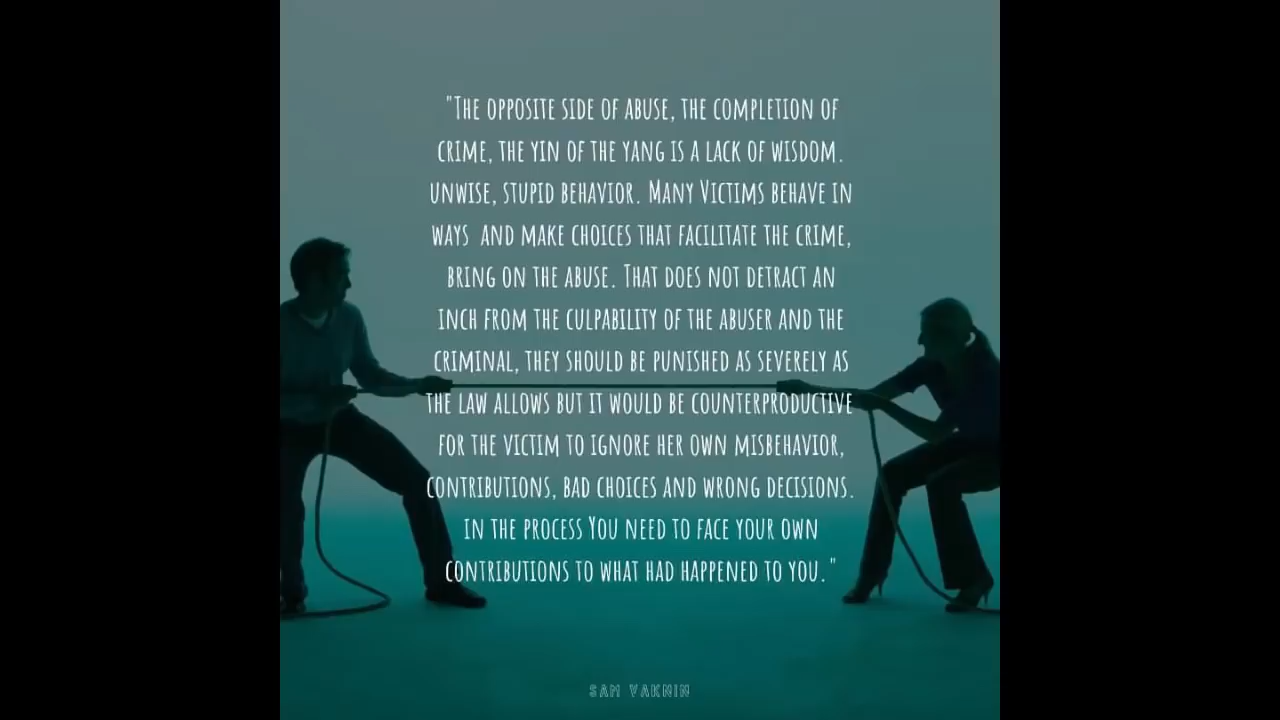 "The opposite side of abuse, the completion of
crime, the yin of the yang is a lack of wisdom.
unwise, stupid behavior. Many Victims behave in
ways and make choices that facilitate the crime,
bring on the abuse. That does not detract an
inch from the culpability of the abuser and the
criminal, they should be punished as severely as
the law allows but it would be counterproductive
for the victim to ignore her own misbehavior,
contributions, bad choices and wrong decisions.
in the process You need to face your own
contributions to what had happened to you."
SAM VAKNIN